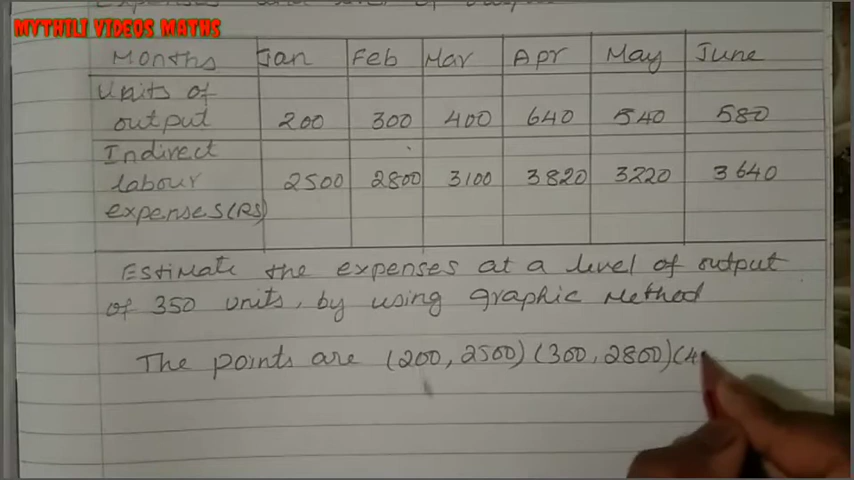 MYTHILI VIDEOS MATHS
Months Jan Feb Mar Apr May June
Units of
output 200 300 400 640 540 580
Indirect
labour 2500 2800 3100 3820 3220 3640
expenses(RS)
Estimate the expenses at a level of output
of 350 units, by using graphic Method
The points are (200, 2500) (300, 2800) (4